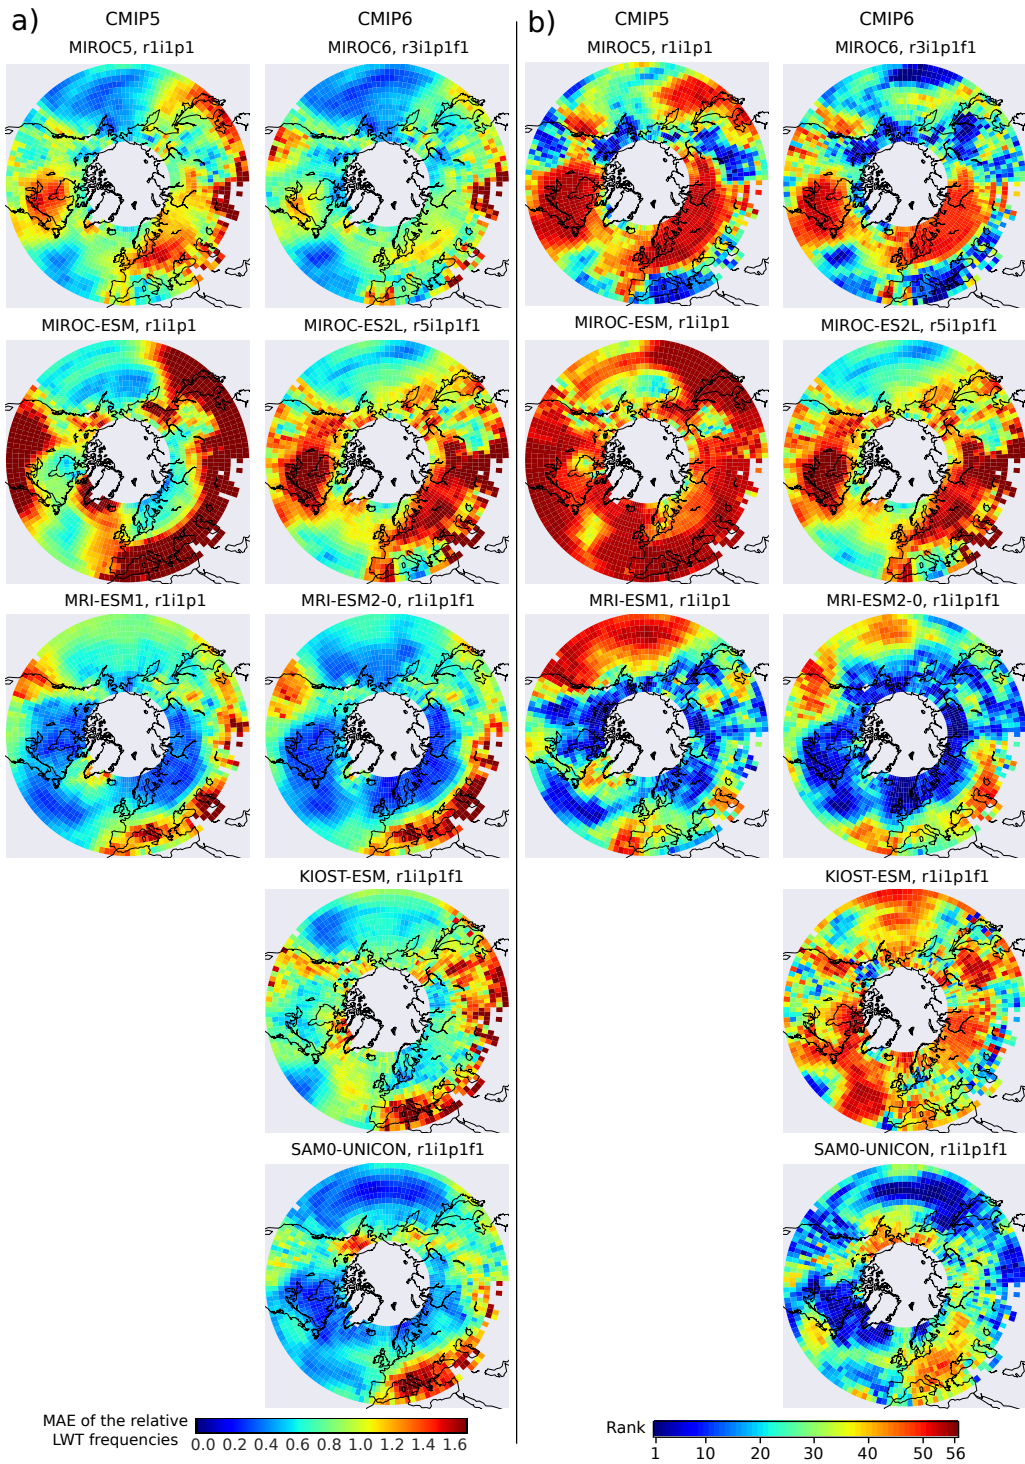 a)
CMIP5
CMIP6
b)
CMIP5
CMIP6
MIROC5, r1i1p1
MIROC6, r3i1p1f1
MIROC5, r1i1p1
MIROC6, r3i1p1f1
MIROC-ESM, r1i1p1
MIROC-ES2L, r5i1p1f1
MIROC-ESM, r1i1p1
MIROC-ES2L, r5i1p1f1
MRI-ESM1, r1i1p1
MRI-ESM2-0, r1i1p1f1
MRI-ESM1, r1i1p1
MRI-ESM2-0, r1i1p1f1
KIOST-ESM, r1i1p1f1
KIOST-ESM, r1i1p1f1
SAM0-UNICON, r1i1p1f1
SAM0-UNICON, r1i1p1f1
MAE of the relative
LWT frequencies
0.0 0.2 0.4 0.6 0.8 1.0 1.2 1.4 1.6
Rank
1 10 20 30 40 50 56